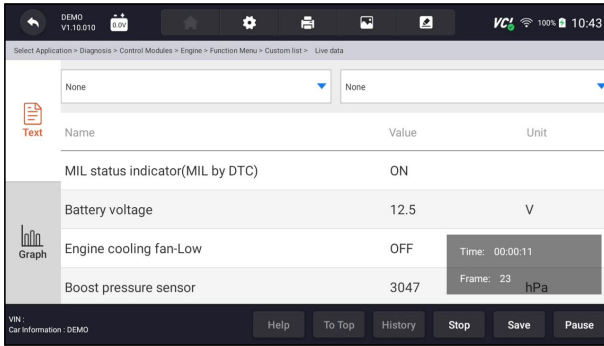 DEMO
V1.10.010
0.0V
VCI
100%
10:43
Select Application > Diagnosis > Control Modules > Engine > Function Menu > Custom list > Live data
None
None
Text
Name Value Unit
MIL status indicator(MIL by DTC) ON
Battery voltage 12.5 V
Graph
Engine cooling fan-Low OFF
Time: 00:00:11
Frame: 23
Boost pressure sensor 3047 hPa
VIN :
Car Information : DEMO
Help To Top History Stop Save Pause